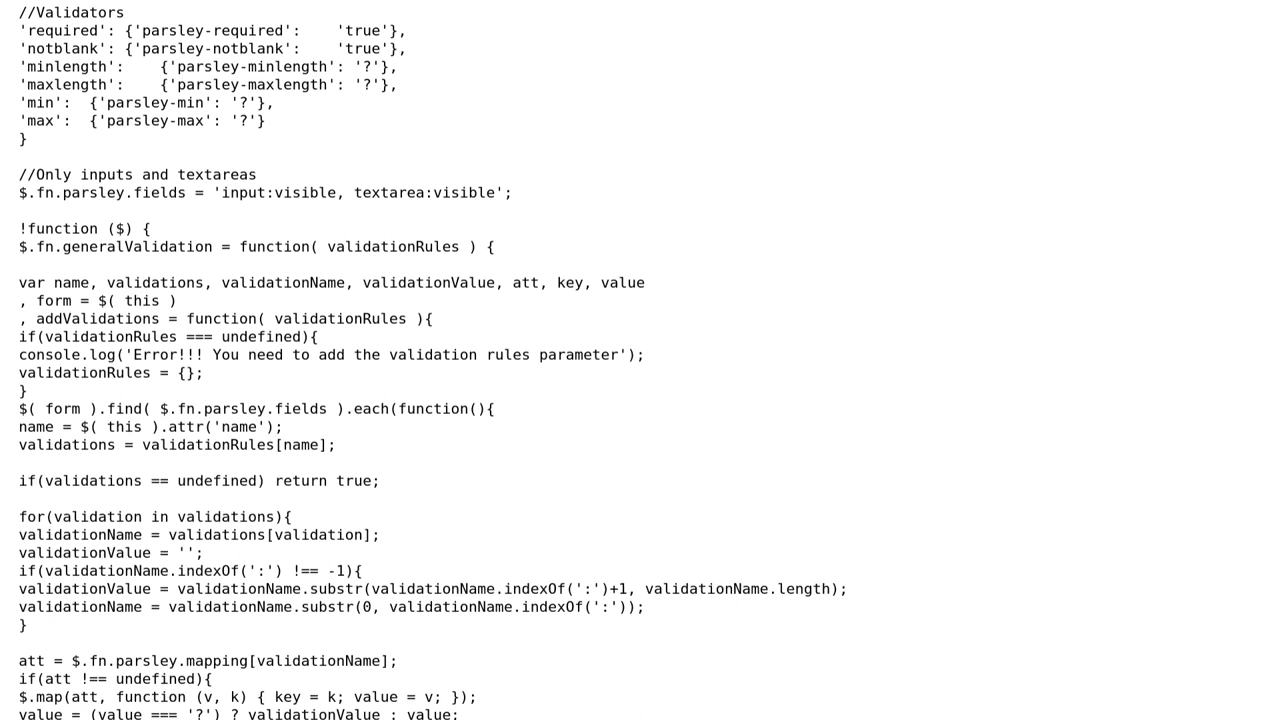 //Validators
'required': {'parsley-required':    'true'},
'notblank': {'parsley-notblank':    'true'},
'minlength':    {'parsley-minlength': '?'},
'maxlength':    {'parsley-maxlength': '?'},
'min':  {'parsley-min': '?'},
'max':  {'parsley-max': '?'}
}

//Only inputs and textareas
$.fn.parsley.fields = 'input:visible, textarea:visible';

!function ($) {
$.fn.generalValidation = function( validationRules ) {

var name, validations, validationName, validationValue, att, key, value
, form = $( this )
, addValidations = function( validationRules ){
if(validationRules === undefined){
console.log('Error!!! You need to add the validation rules parameter');
validationRules = {};
}
$( form ).find( $.fn.parsley.fields ).each(function(){
name = $( this ).attr('name');
validations = validationRules[name];

if(validations == undefined) return true;

for(validation in validations){
validationName = validations[validation];
validationValue = '';
if(validationName.indexOf(':') !== -1){
validationValue = validationName.substr(validationName.indexOf(':')+1, validationName.length);
validationName = validationName.substr(0, validationName.indexOf(':'));
}

att = $.fn.parsley.mapping[validationName];
if(att !== undefined){
$.map(att, function (v, k) { key = k; value = v; });
value = (value === '?') ? validationValue : value;